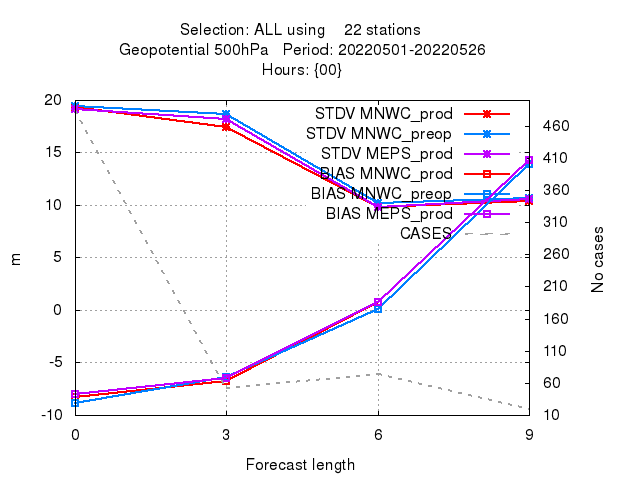 Selection: ALL using    22 stations
Geopotential 500hPa   Period: 20220501-20220526
Hours: {00}
STDV MNWC_prod
STDV MNWC_preop
STDV MEPS_prod
BIAS MNWC_prod
BIAS MNWC_preop
BIAS MEPS_prod
CASES
20
15
10
5
0
-5
-10
m
460
410
360
310
260
210
160
110
60
10
No cases
0 3 6 9
Forecast length